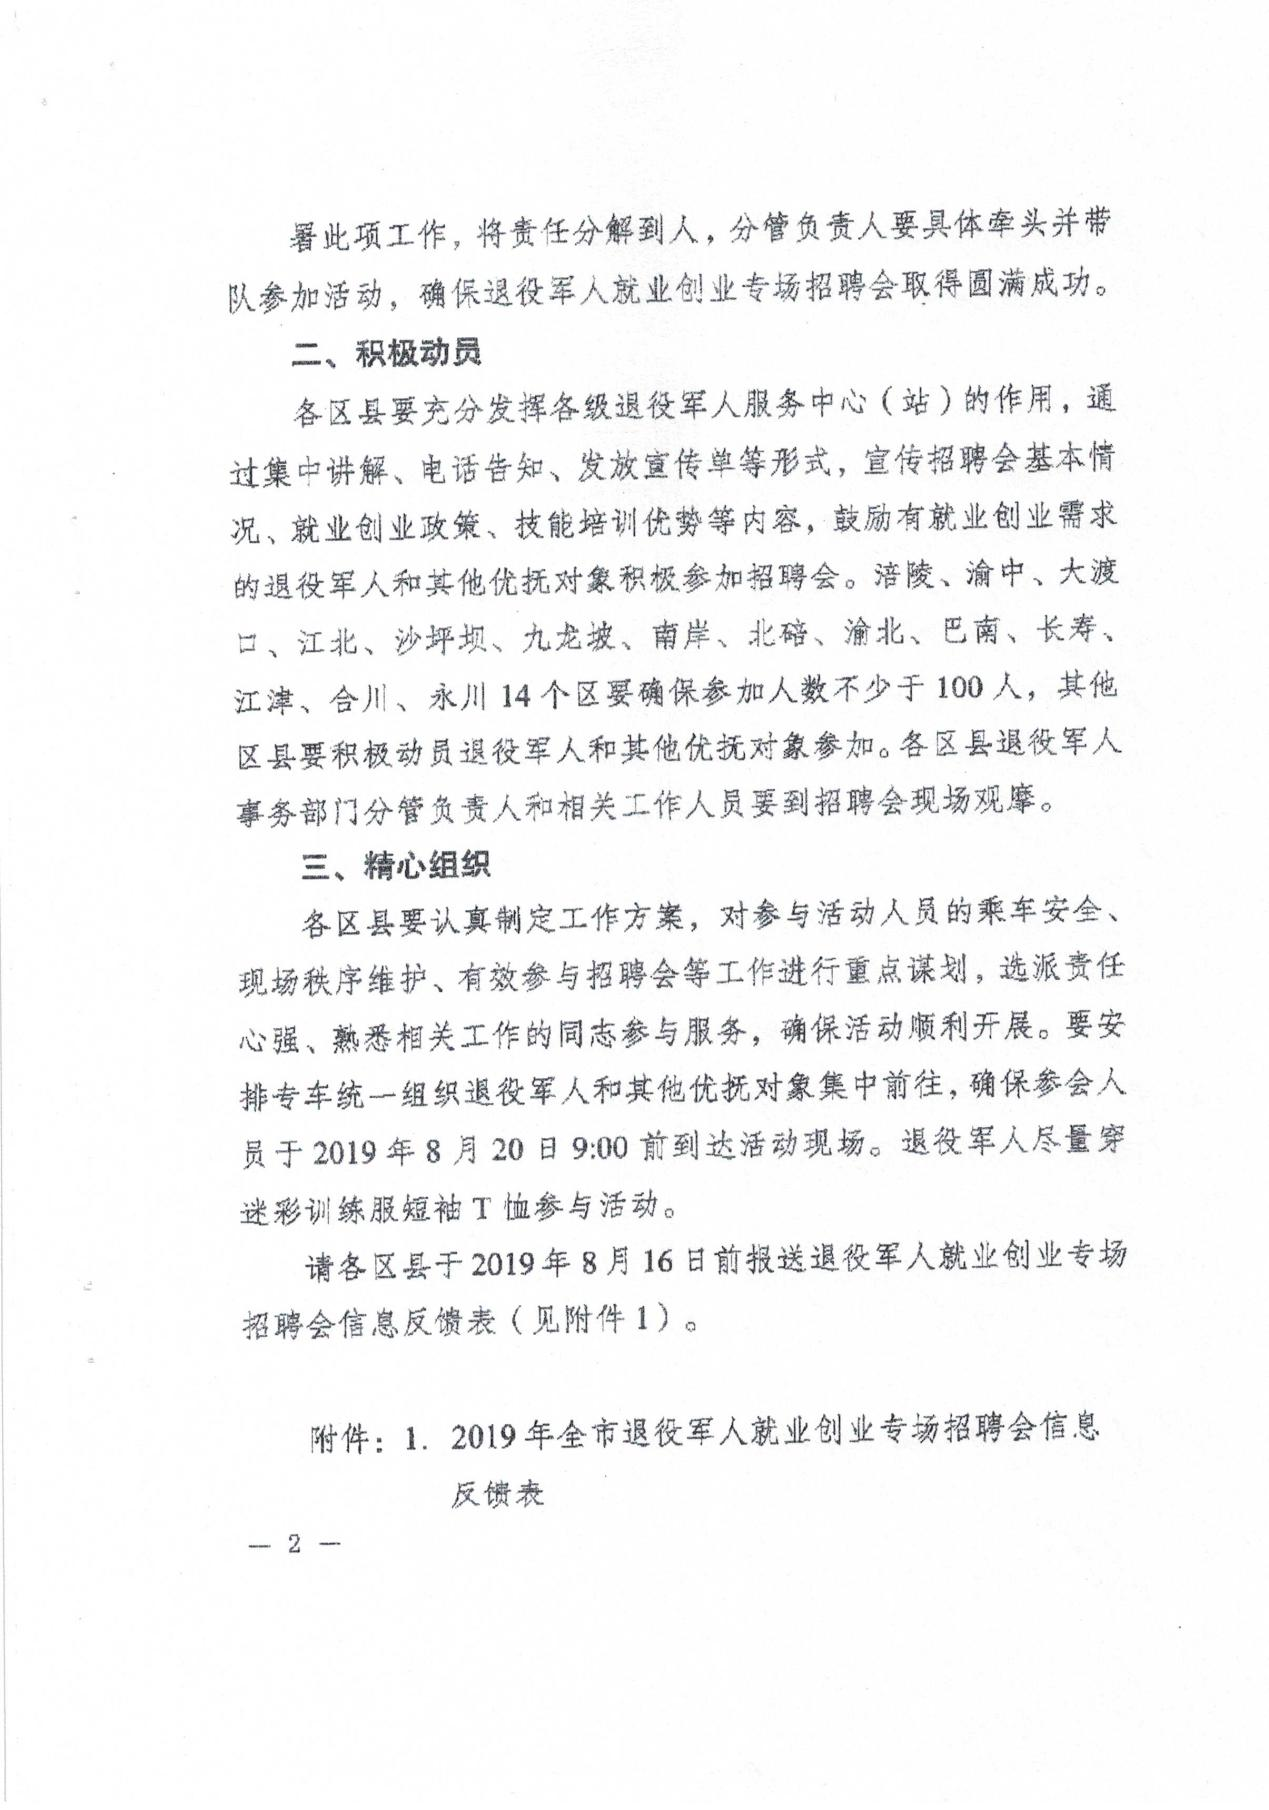 署此项工作，将责任分解到人，分管负责人要具体牵头并带
队参加活动，确保退役军人就业创业专场招聘会取得圆满成功。
二、积极动员
各区县要充分发挥各级退役军人服务中心（站）的作用，通
过集中讲解、电话告知、发放宣传单等形式，宣传招聘会基本情
况、就业创业政策、技能培训优势等内容，鼓励有就业创业需求
的退役军人和其他优抚对象积极参加招聘会。涪陵、渝中、大渡
口、江北、沙坪坝、九龙坡、南岸、北碚、渝北、巴南、长寿、
江津、合川、永川14个区要确保参加人数不少于100人，其他
区县要积极动员退役军人和其他优抚对象参加。各区县退役军人
事务部门分管负责人和相关工作人员要到招聘会现场观摩。
三、精心组织
各区县要认真制定工作方案，对参与活动人员的乘车安全、
现场秩序维护、有效参与招聘会等工作进行重点谋划，选派责任
心强、熟悉相关工作的同志参与服务，确保活动顺利开展。要安
排专车统一组织退役军人和其他优抚对象集中前往，确保参会人
员于2019年8月20日9:00前到达活动现场。退役军人尽量穿
迷彩训练服短袖T恤参与活动。
请各区县于2019年8月16日前报送退役军人就业创业专场
招聘会信息反馈表（见附件1）。
附件：1. 2019年全市退役军人就业创业专场招聘会信息
反馈表
— 2 —